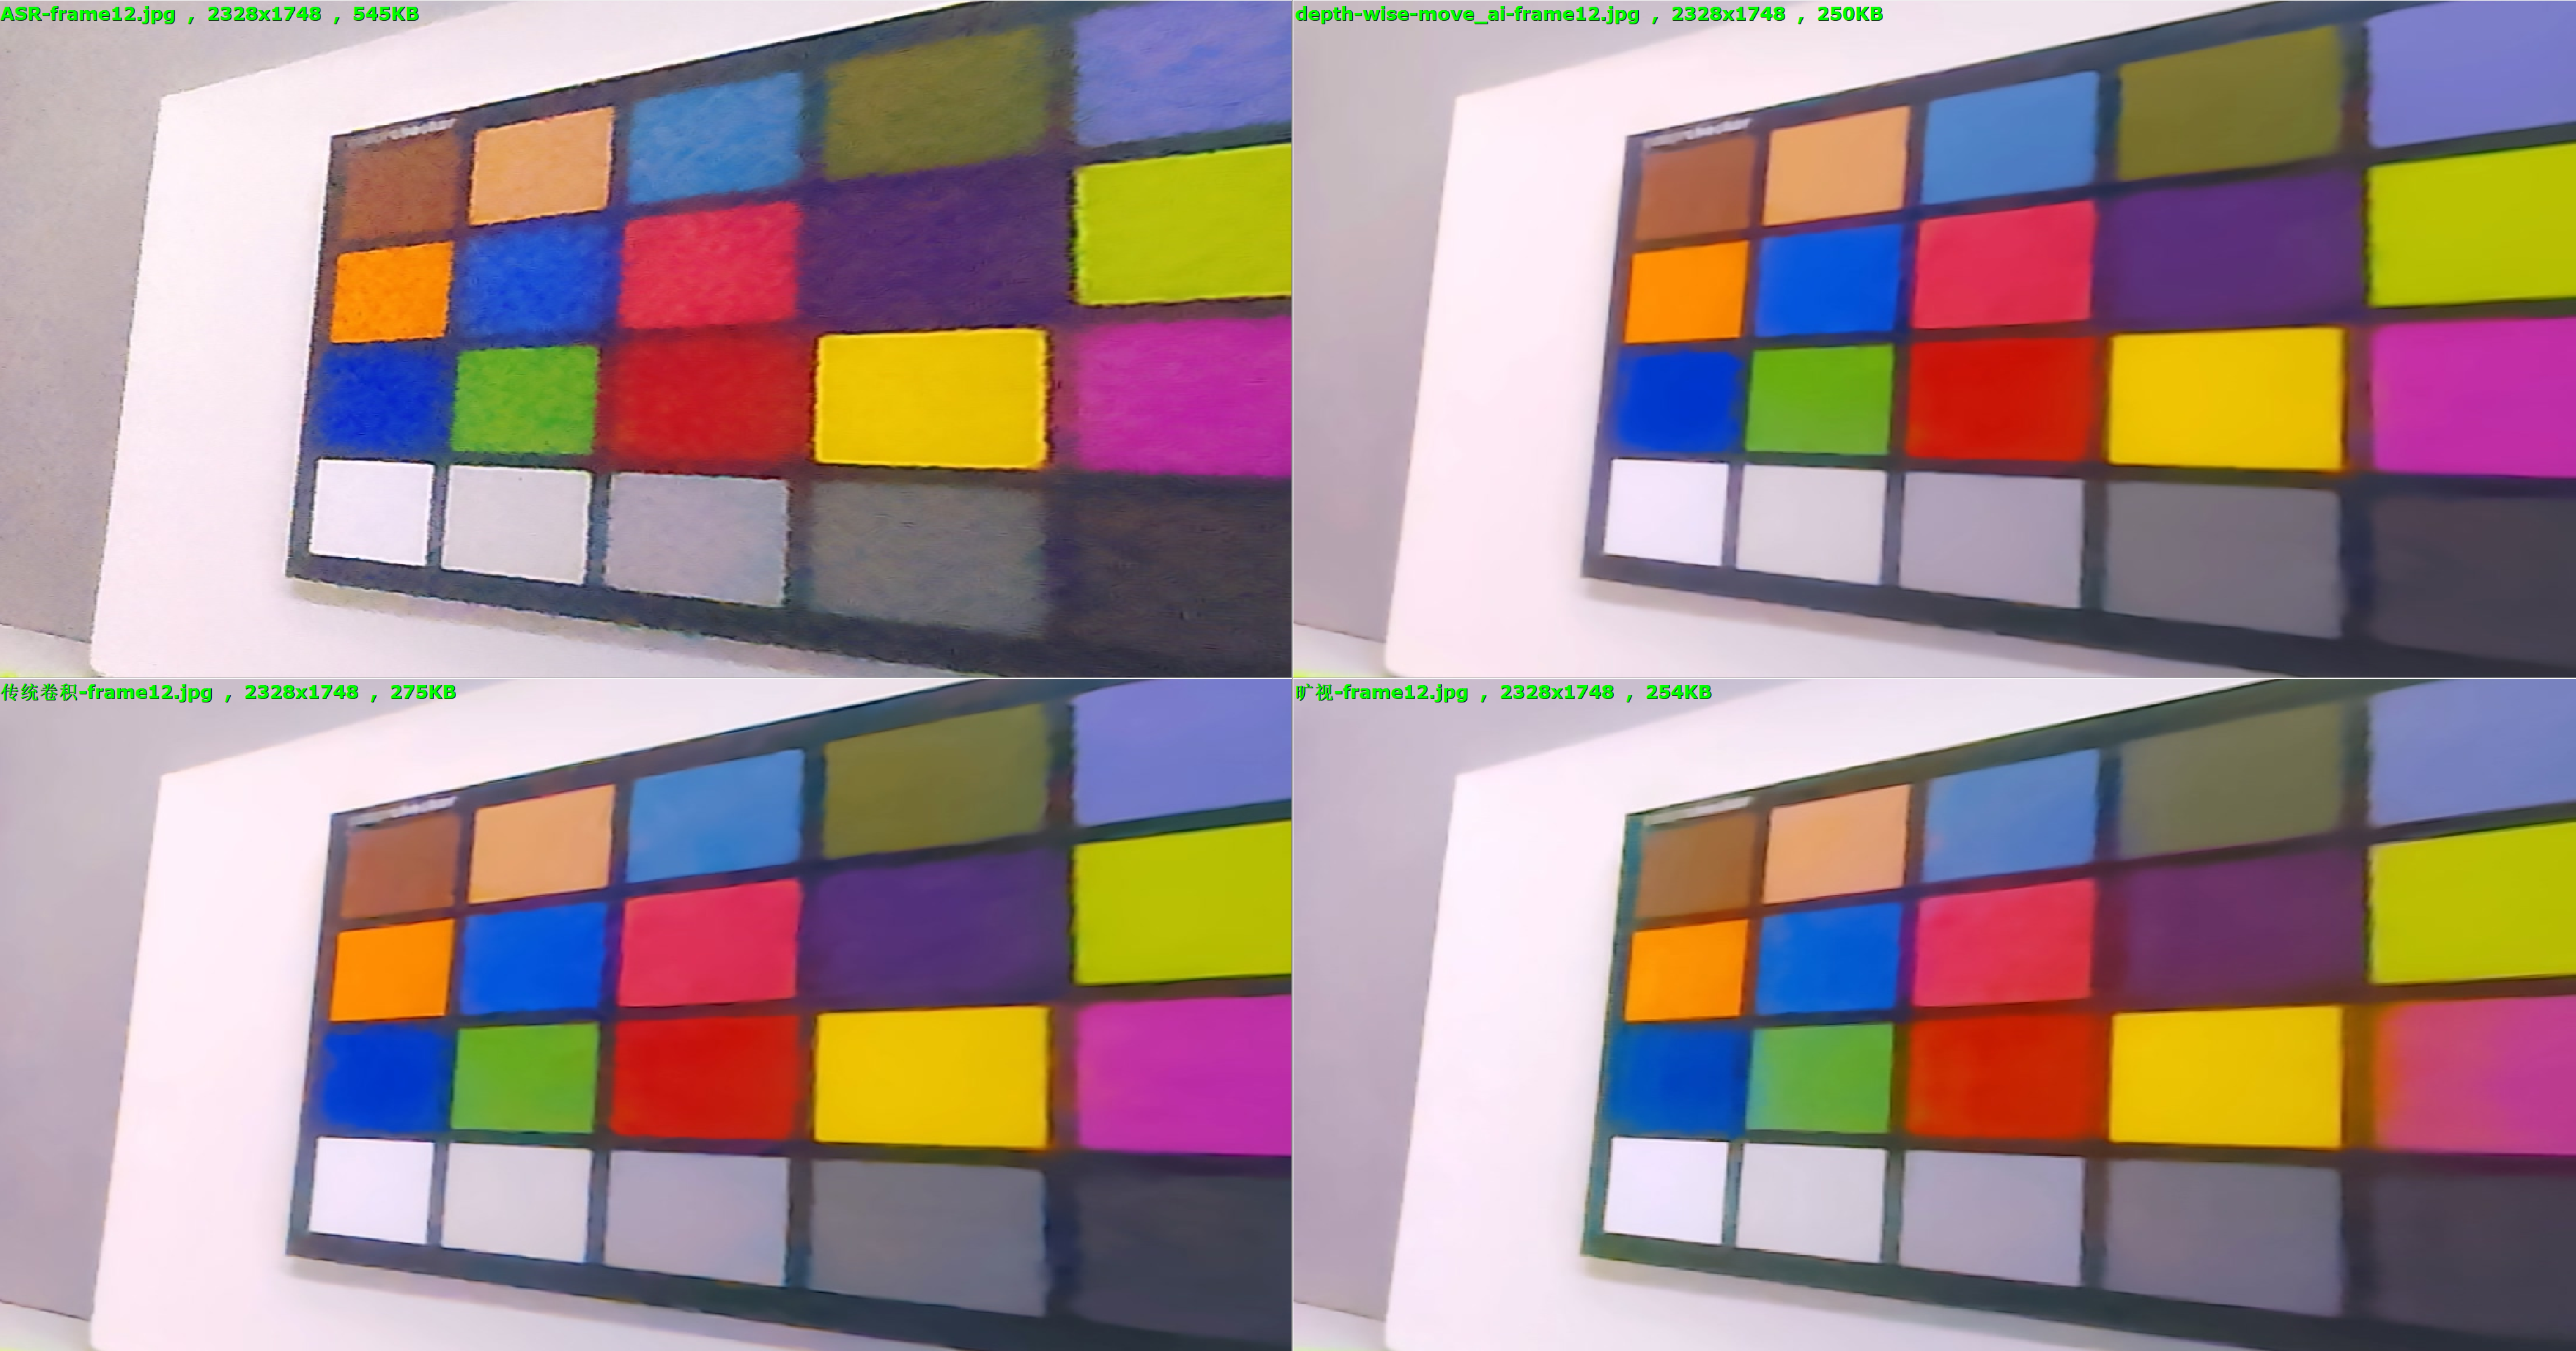 ASR-frame12.jpg , 2328x1748 , 545KB
depth-wise-move_ai-frame12.jpg , 2328x1748 , 250KB
传统卷积-frame12.jpg , 2328x1748 , 275KB
旷视-frame12.jpg , 2328x1748 , 254KB